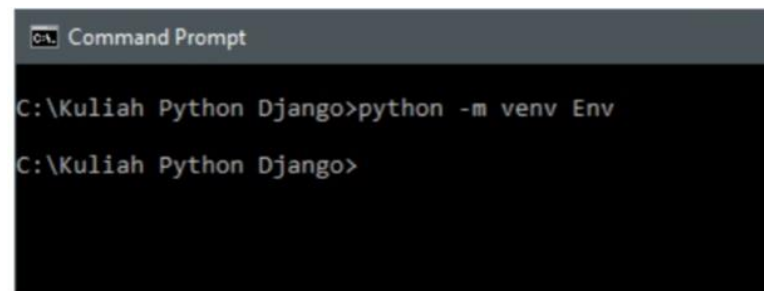 Command Prompt
C:\Kuliah Python Django>python -m venv Env
C:\Kuliah Python Django>